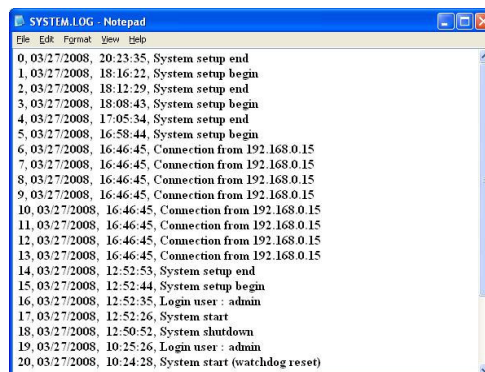 SYSTEM.LOG - Notepad
File Edit Format View Help
0, 03/27/2008, 20:23:35, System setup end
1, 03/27/2008, 18:16:22, System setup begin
2, 03/27/2008, 18:12:29, System setup end
3, 03/27/2008, 18:08:43, System setup begin
4, 03/27/2008, 17:05:34, System setup end
5, 03/27/2008, 16:58:44, System setup begin
6, 03/27/2008, 16:46:45, Connection from 192.168.0.15
7, 03/27/2008, 16:46:45, Connection from 192.168.0.15
8, 03/27/2008, 16:46:45, Connection from 192.168.0.15
9, 03/27/2008, 16:46:45, Connection from 192.168.0.15
10, 03/27/2008, 16:46:45, Connection from 192.168.0.15
11, 03/27/2008, 16:46:45, Connection from 192.168.0.15
12, 03/27/2008, 16:46:45, Connection from 192.168.0.15
13, 03/27/2008, 16:46:45, Connection from 192.168.0.15
14, 03/27/2008, 12:52:53, System setup end
15, 03/27/2008, 12:52:44, System setup begin
16, 03/27/2008, 12:52:35, Login user : admin
17, 03/27/2008, 12:52:26, System start
18, 03/27/2008, 12:50:52, System shutdown
19, 03/27/2008, 10:25:26, Login user : admin
20, 03/27/2008, 10:24:28, System start (watchdog reset)